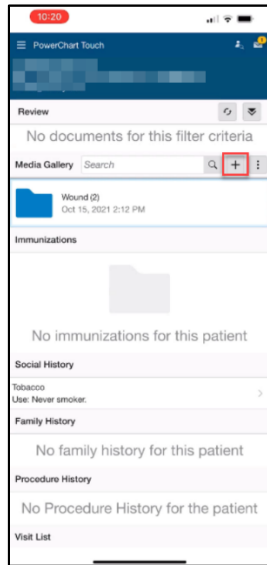 10:20
PowerChart Touch
Review
No documents for this filter criteria
Media Gallery Search
Wound (2)
Oct 15, 2021 2:12 PM
Immunizations
No immunizations for this patient
Social History
Tobacco
Use: Never smoker.
Family History
No family history for this patient
Procedure History
No Procedure History for the patient
Visit List